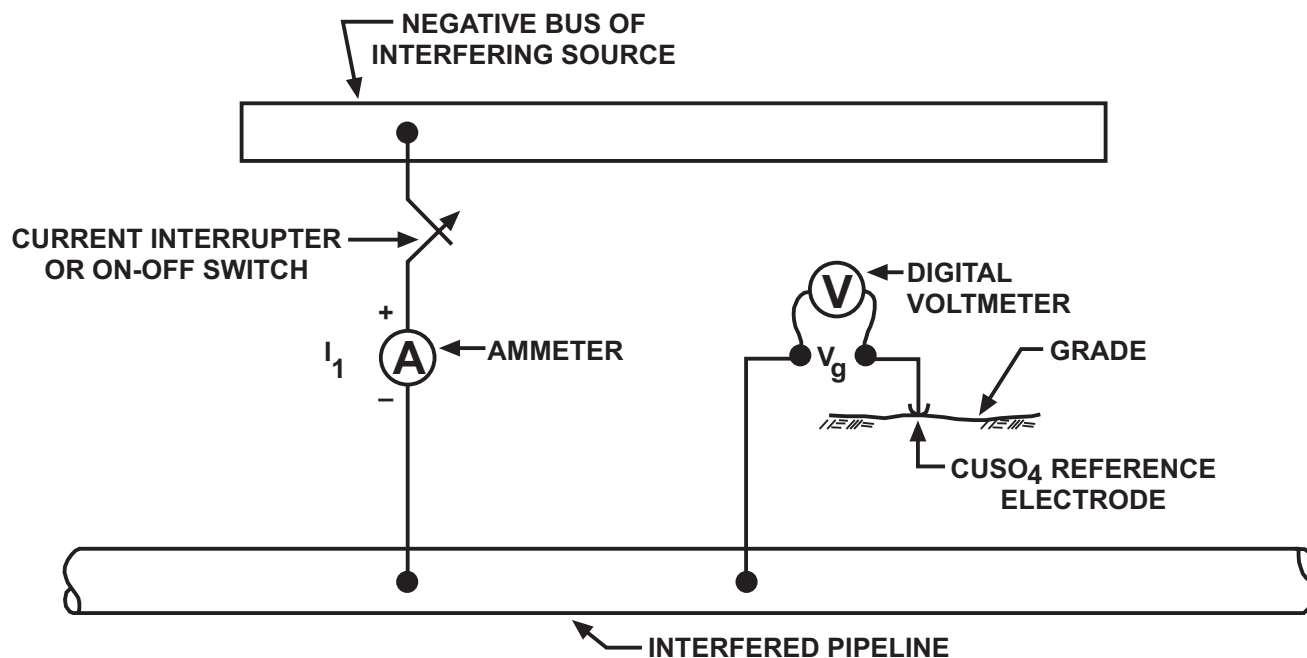 NEGATIVE BUS OF
INTERFERING SOURCE
CURRENT INTERRUPTER
OR ON-OFF SWITCH
+
I1
A
AMMETER
–
V
DIGITAL
VOLTMETER
Vg
GRADE
CUSO4 REFERENCE
ELECTRODE
INTERFERED PIPELINE